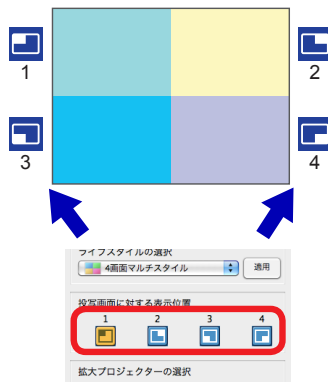 1
2
3
4
ライフスタイルの選択
4画面マルチスタイル
適用
投写画面に対する表示位置
1 2 3 4
拡大プロジェクターの選択